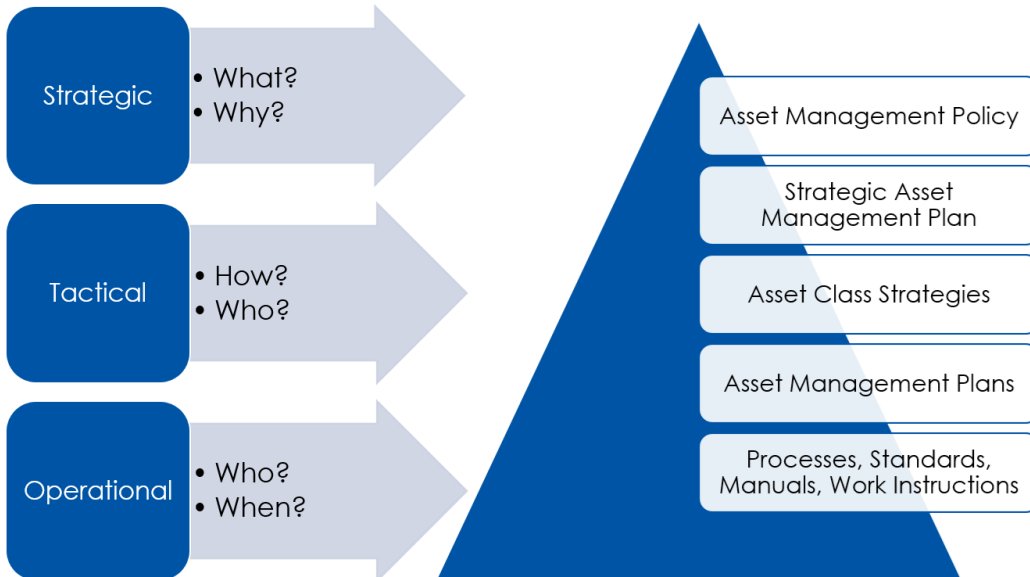 Strategic
• What?
• Why?
Tactical
• How?
• Who?
Operational
• Who?
• When?
Asset Management Policy
Strategic Asset
Management Plan
Asset Class Strategies
Asset Management Plans
Processes, Standards,
Manuals, Work Instructions